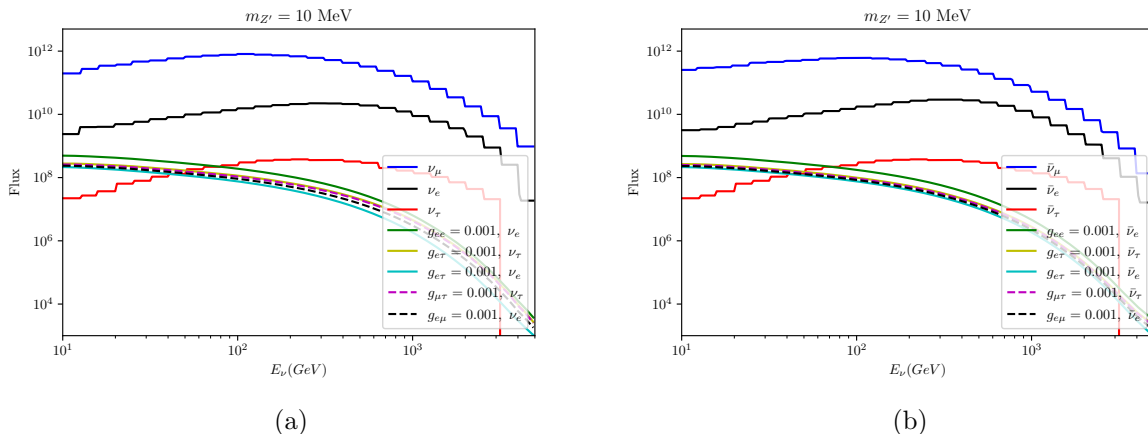 m_{Z'} = 10 MeV
Flux
10^{12}
10^{10}
10^{8}
10^{6}
10^{4}
ν_μ
ν_e
ν_τ
g_{ee} = 0.001, ν_e
g_{eτ} = 0.001, ν_τ
g_{eτ} = 0.001, ν_e
g_{μτ} = 0.001, ν_τ
g_{eμ} = 0.001, ν_e
10^{1} 10^{2} 10^{3}
E_ν(GeV)
(a)
m_{Z'} = 10 MeV
Flux
10^{12}
10^{10}
10^{8}
10^{6}
10^{4}
ν̄_μ
ν̄_e
ν̄_τ
g_{ee} = 0.001, ν̄_e
g_{eτ} = 0.001, ν̄_τ
g_{eτ} = 0.001, ν̄_e
g_{μτ} = 0.001, ν̄_τ
g_{eμ} = 0.001, ν̄_e
10^{1} 10^{2} 10^{3}
E_ν(GeV)
(b)